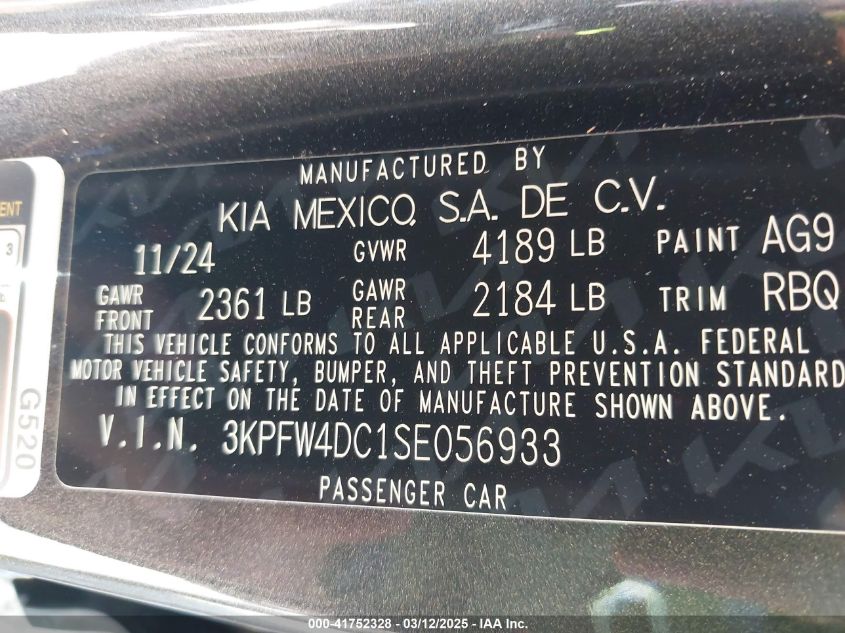 MANUFACTURED BY
KIA MEXICO, S.A. DE C.V.
11/24 GVWR 4189 LB PAINT AG9
GAWR FRONT 2361 LB GAWR REAR 2184 LB TRIM RBQ
THIS VEHICLE CONFORMS TO ALL APPLICABLE U.S.A. FEDERAL
MOTOR VEHICLE SAFETY, BUMPER, AND THEFT PREVENTION STANDARD
IN EFFECT ON THE DATE OF MANUFACTURE SHOWN ABOVE.
V.I.N. 3KPFW4DC1SE056933
PASSENGER CAR
ENT
3
G520
000-41752328 - 03/12/2025 - IAA Inc.